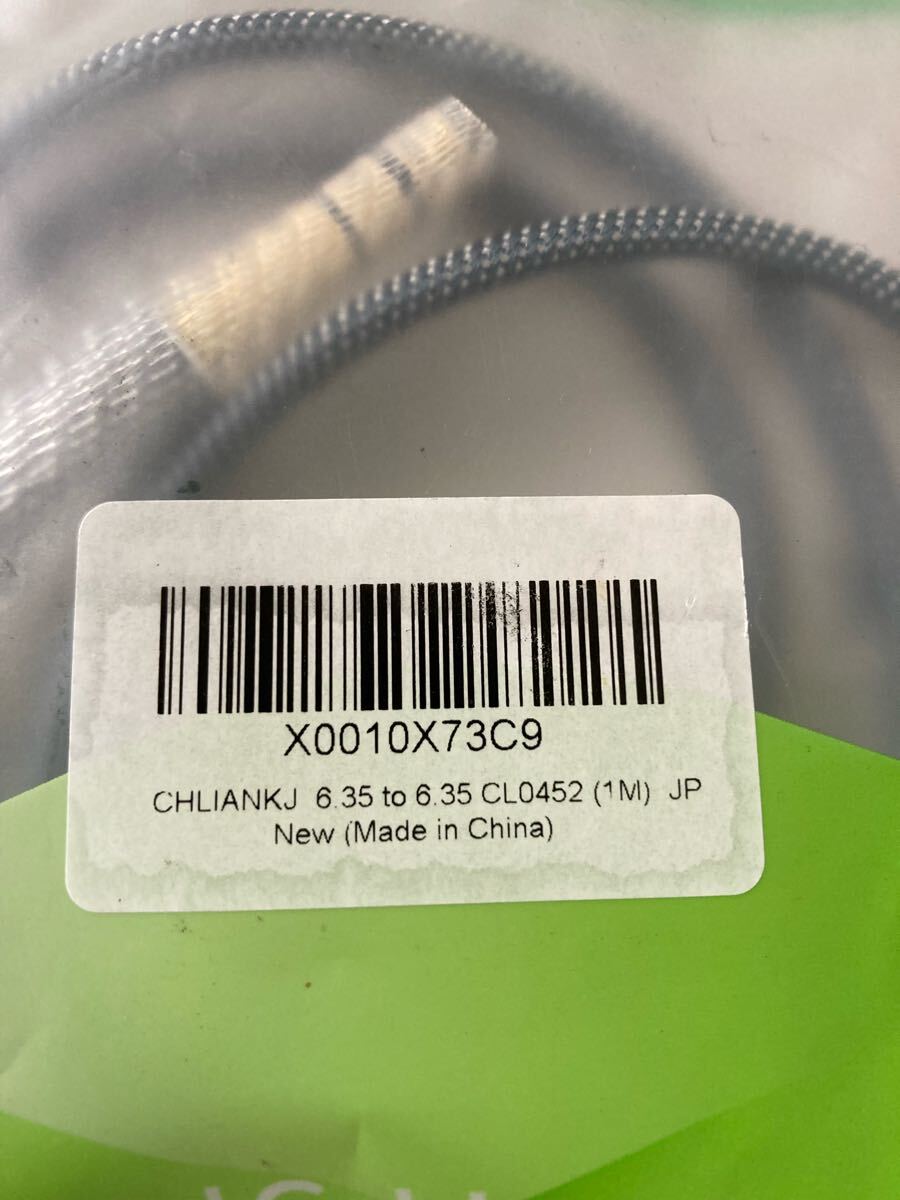 X0010X73C9
CHLIANKJ 6.35 to 6.35 CL0452 (1M) JP
New (Made in China)